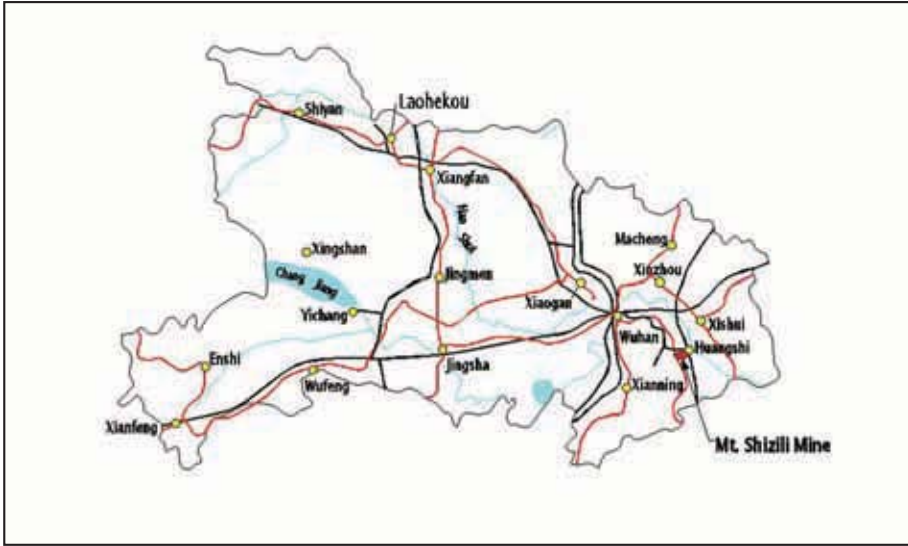 Laohekou
Shiyan
Xiangfan
Han Shui
Macheng
Xingshan
Xinzhou
Chang Jiang
Jingmen
Xiaogan
Yichang
Xishui
Wuhan
Huangshi
Enshi
Jingsha
Wufeng
Xianning
Xianfeng
Mt. Shizili Mine